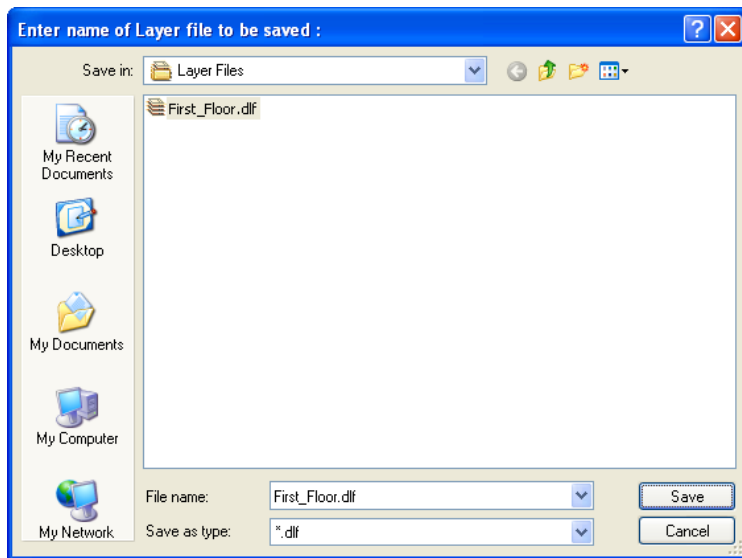 Enter name of Layer file to be saved :
Save in:
Layer Files
First_Floor.dlf
My Recent
Documents
Desktop
My Documents
My Computer
My Network
File name:
First_Floor.dlf
Save
Save as type:
*.dlf
Cancel